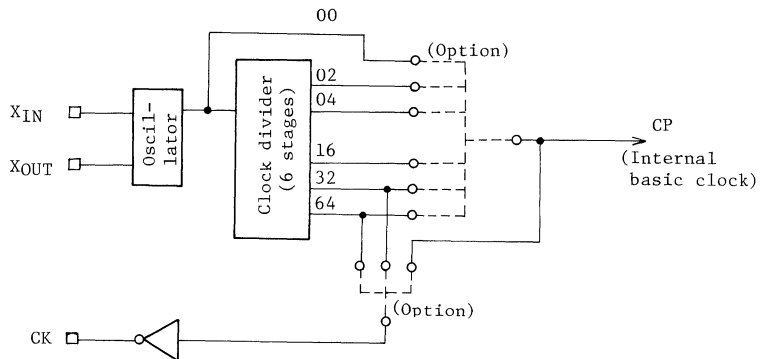 00
(Option)
02
04
XIN
Oscil-
lator
Clock divider
(6 stages)
CP
16
XOUT
(Internal
basic clock)
32
64
(Option)
CK